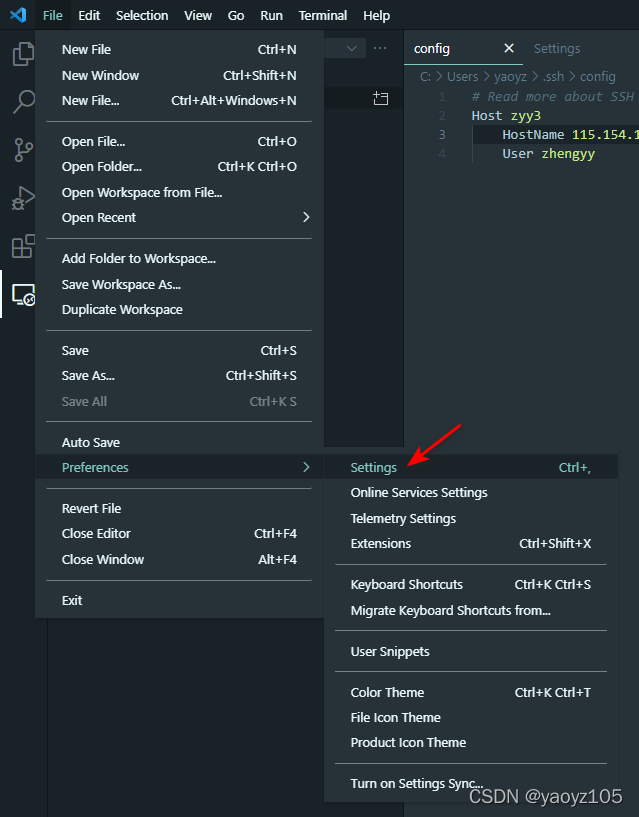 File Edit Selection View Go Run Terminal Help
New File Ctrl+N
New Window Ctrl+Shift+N
New File... Ctrl+Alt+Windows+N
Open File... Ctrl+O
Open Folder... Ctrl+K Ctrl+O
Open Workspace from File...
Open Recent
Add Folder to Workspace...
Save Workspace As...
Duplicate Workspace
Save Ctrl+S
Save As... Ctrl+Shift+S
Save All Ctrl+K S
Auto Save
Preferences
Revert File
Close Editor Ctrl+F4
Close Window Alt+F4
Exit
config Settings
C: > Users > yaoyz > .ssh > config
1 # Read more about SSH
2 Host zyy3
3 HostName 115.154.1
4 User zhengyy
Settings Ctrl+,
Online Services Settings
Telemetry Settings
Extensions Ctrl+Shift+X
Keyboard Shortcuts Ctrl+K Ctrl+S
Migrate Keyboard Shortcuts from...
User Snippets
Color Theme Ctrl+K Ctrl+T
File Icon Theme
Product Icon Theme
Turn on Settings Sync...
CSDN @yaoyz105